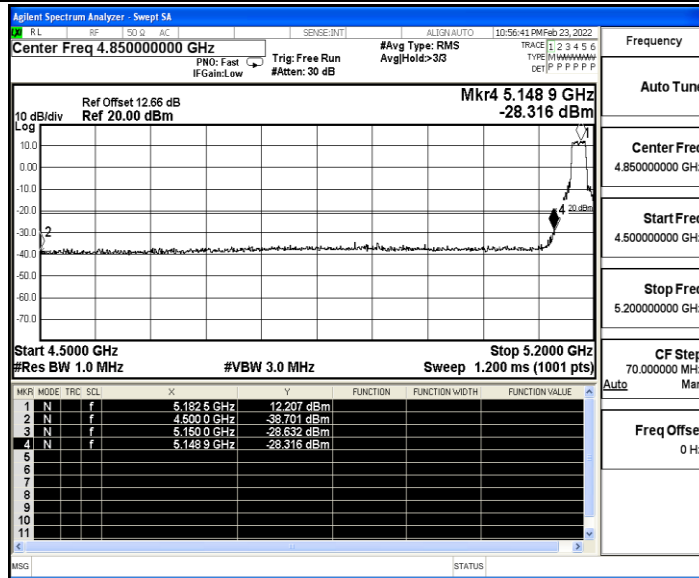 Agilent Spectrum Analyzer - Swept SA
RL RF 50 Ω AC SENSE:INT ALIGN AUTO 10:56:41 PM Feb 23, 2022
Center Freq 4.850000000 GHz
PNO: Fast
IFGain:Low
Trig: Free Run
#Atten: 30 dB
#Avg Type: RMS
Avg|Hold:>3/3
TRACE 1 2 3 4 5 6
TYPE M WWWWW
DET P P P P P P
Ref Offset 12.66 dB
10 dB/div Ref 20.00 dBm
Log
Mkr4 5.148 9 GHz
-28.316 dBm
10.0
0.00
-10.0
-20.0
-30.0
-40.0
-50.0
-60.0
-70.0
1
2
4
Start 4.5000 GHz Stop 5.2000 GHz
#Res BW 1.0 MHz #VBW 3.0 MHz Sweep 1.200 ms (1001 pts)
MKR MODE TRC SCL X Y FUNCTION FUNCTION WIDTH FUNCTION VALUE
1 N f 5.182 5 GHz 12.207 dBm
2 N f 4.500 0 GHz -38.701 dBm
3 N f 5.150 0 GHz -28.632 dBm
4 N f 5.148 9 GHz -28.316 dBm
5
6
7
8
9
10
11
MSG STATUS
Frequency
Auto Tune
Center Freq
4.850000000 GHz
Start Freq
4.500000000 GHz
Stop Freq
5.200000000 GHz
CF Step
70.000000 MHz
Auto Man
Freq Offset
0 Hz